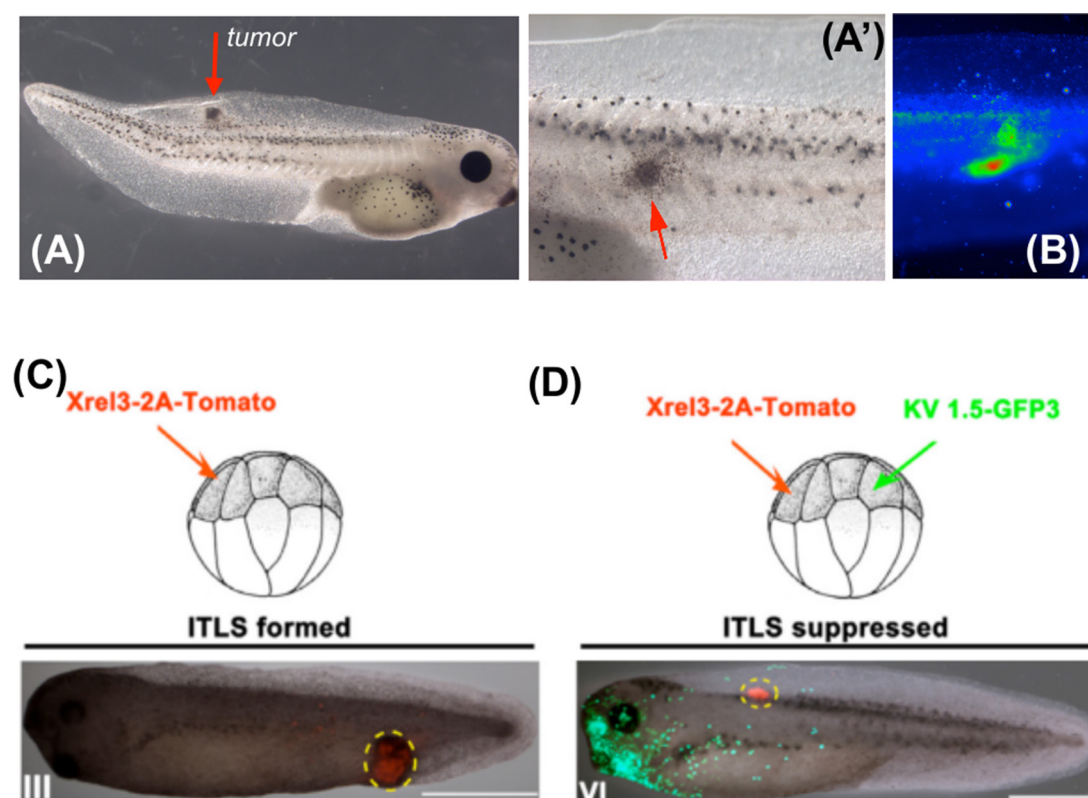 tumor
(A)
(A')
(B)
(C)
Xrel3-2A-Tomato
ITLS formed
III
(D)
Xrel3-2A-Tomato
KV 1.5-GFP3
ITLS suppressed
VI